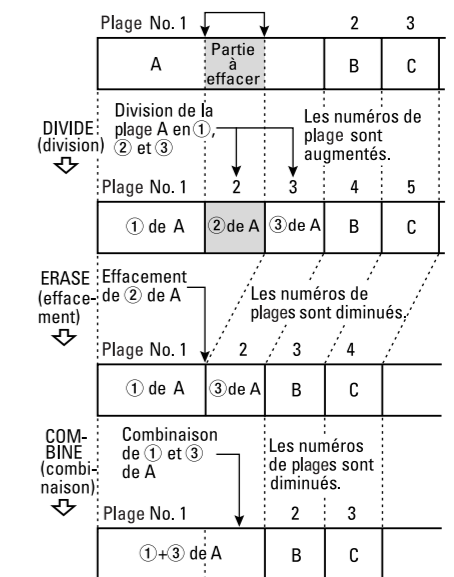 Plage No. 1 2 3
A
Partie
à
effacer
B C
DIVIDE
(division)
Division de la
plage A en ①,
② et ③
Les numéros de
plage sont
augmentés.
Plage No. 1 2 3 4 5
① de A ②de A ③de A B C
ERASE
(efface-
ment)
Effacement
de ② de A
Les numéros de
plages sont diminués.
Plage No. 1 2 3 4
① de A ③de A B C
COM-
BINE
(combi-
naison)
Combinaison
de ① et ③
de A
Les numéros
de plages sont
diminués.
Plage No. 1 2 3
①+③ de A B C